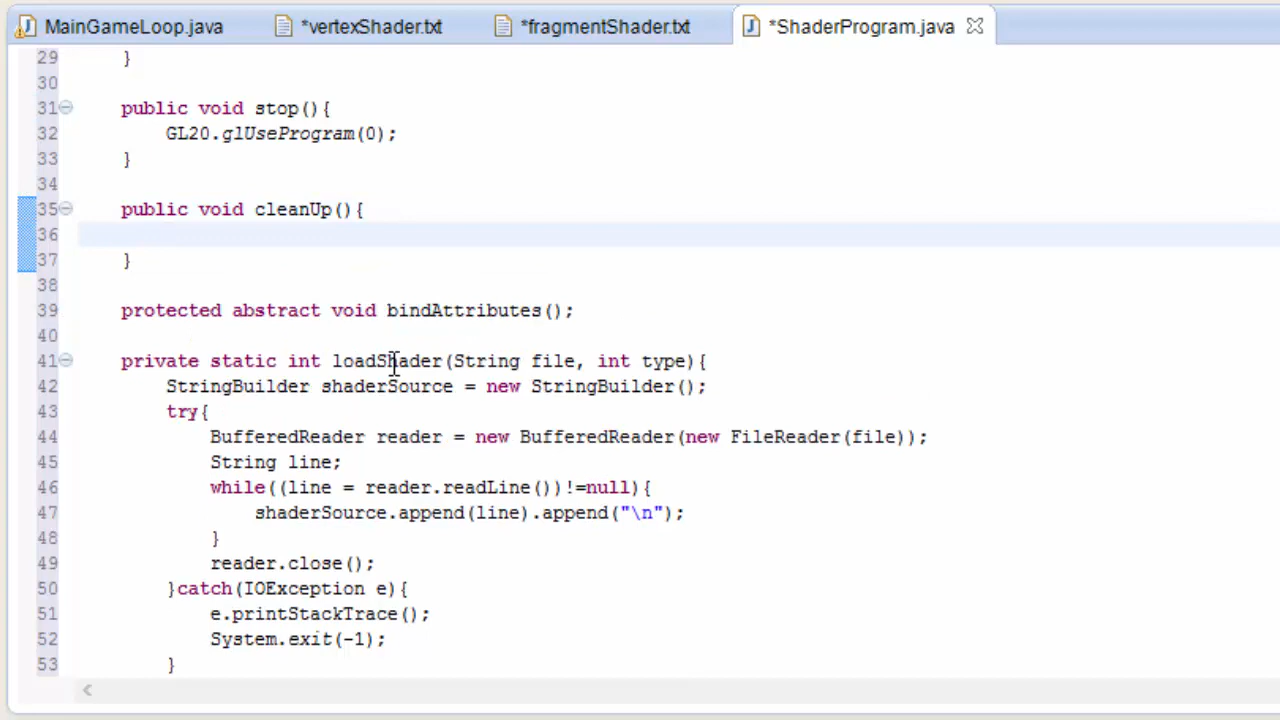 MainGameLoop.java *vertexShader.txt *fragmentShader.txt *ShaderProgram.java
29 }
30
31 public void stop(){
32 GL20.glUseProgram(0);
33 }
34
35 public void cleanUp(){
36
37 }
38
39 protected abstract void bindAttributes();
40
41 private static int loadShader(String file, int type){
42 StringBuilder shaderSource = new StringBuilder();
43 try{
44 BufferedReader reader = new BufferedReader(new FileReader(file));
45 String line;
46 while((line = reader.readLine())!=null){
47 shaderSource.append(line).append("\n");
48 }
49 reader.close();
50 }catch(IOException e){
51 e.printStackTrace();
52 System.exit(-1);
53 }